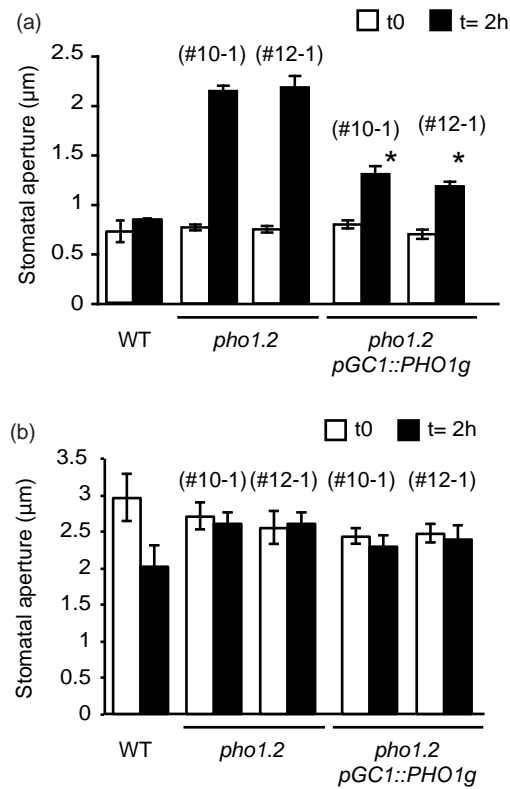 (a)
t0 t= 2h
(#10-1) (#12-1)
(#10-1) (#12-1)
* *
Stomatal aperture (µm)
2.5
2
1.5
1
0.5
0
WT pho1.2 pho1.2
pGC1::PHO1g
(b)
t0 t= 2h
(#10-1) (#12-1) (#10-1) (#12-1)
Stomatal aperture (µm)
3.5
3
2.5
2
1.5
1
0.5
0
WT pho1.2 pho1.2
pGC1::PHO1g